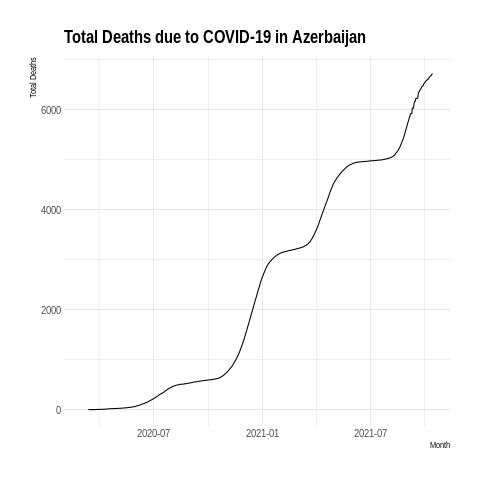 Total Deaths due to COVID-19 in Azerbaijan
Total Deaths
6000
4000
2000
0
2020-07
2021-01
2021-07
Month